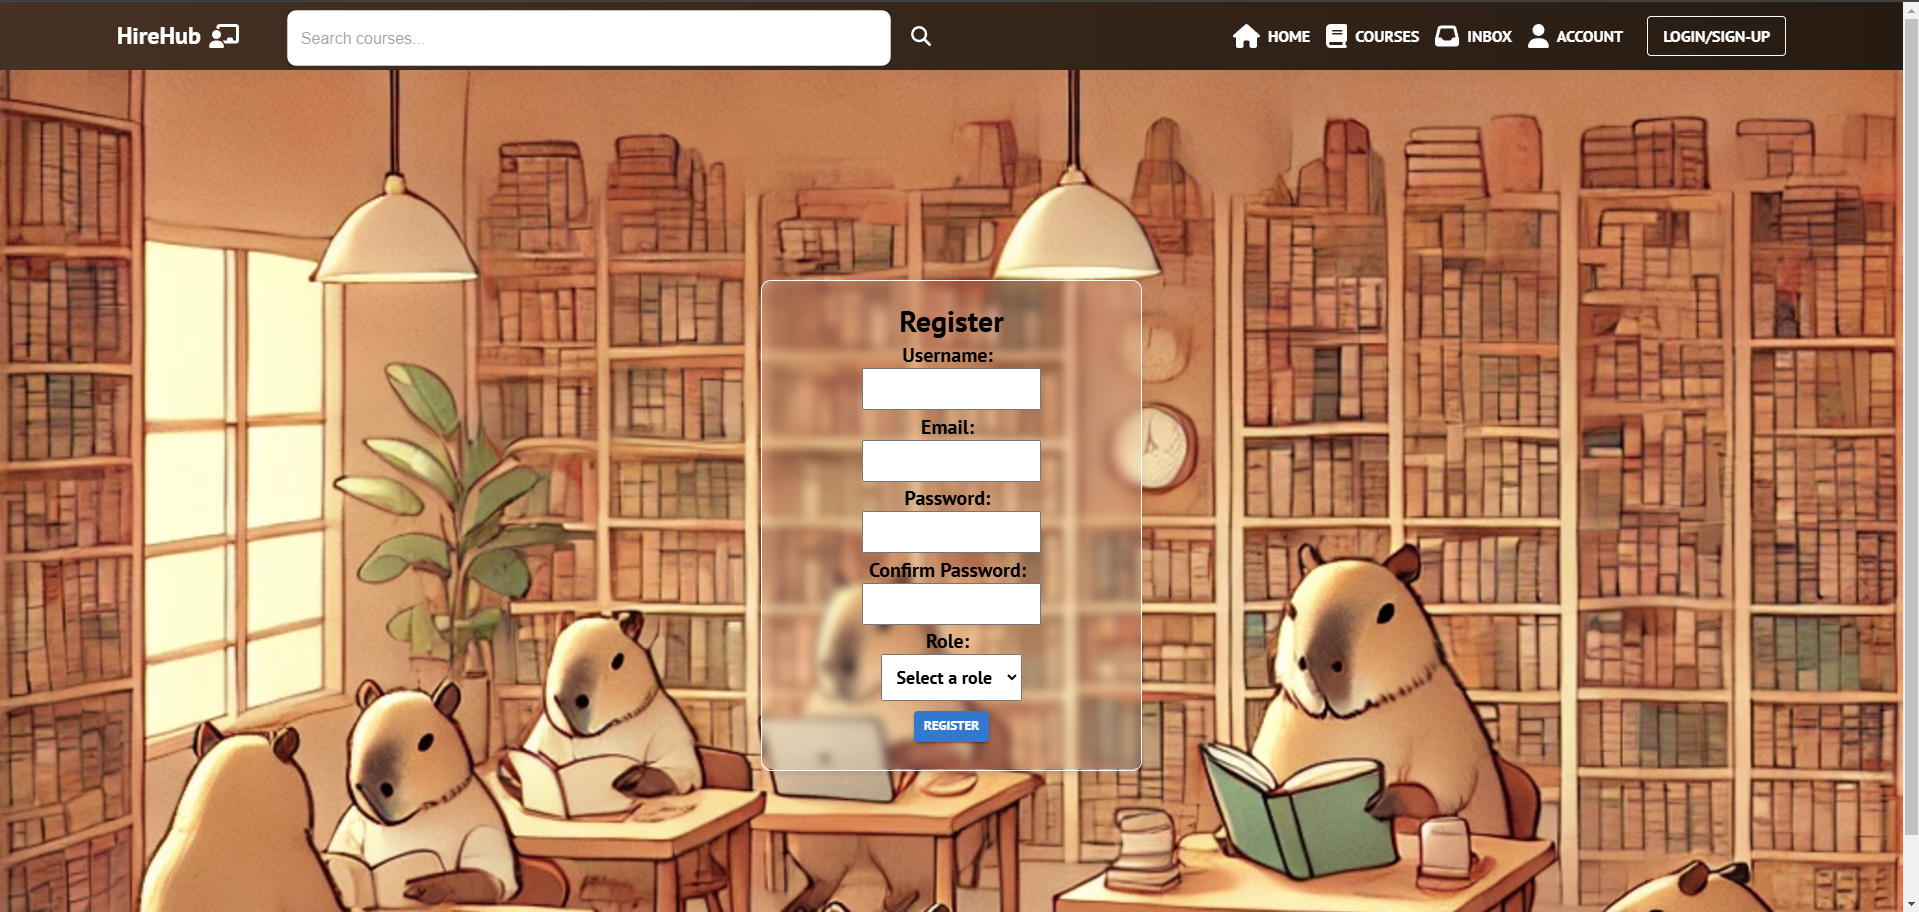 HireHub
Search courses...
HOME
COURSES
INBOX
ACCOUNT
LOGIN/SIGN-UP
Register
Username:
Email:
Password:
Confirm Password:
Role:
Select a role
REGISTER